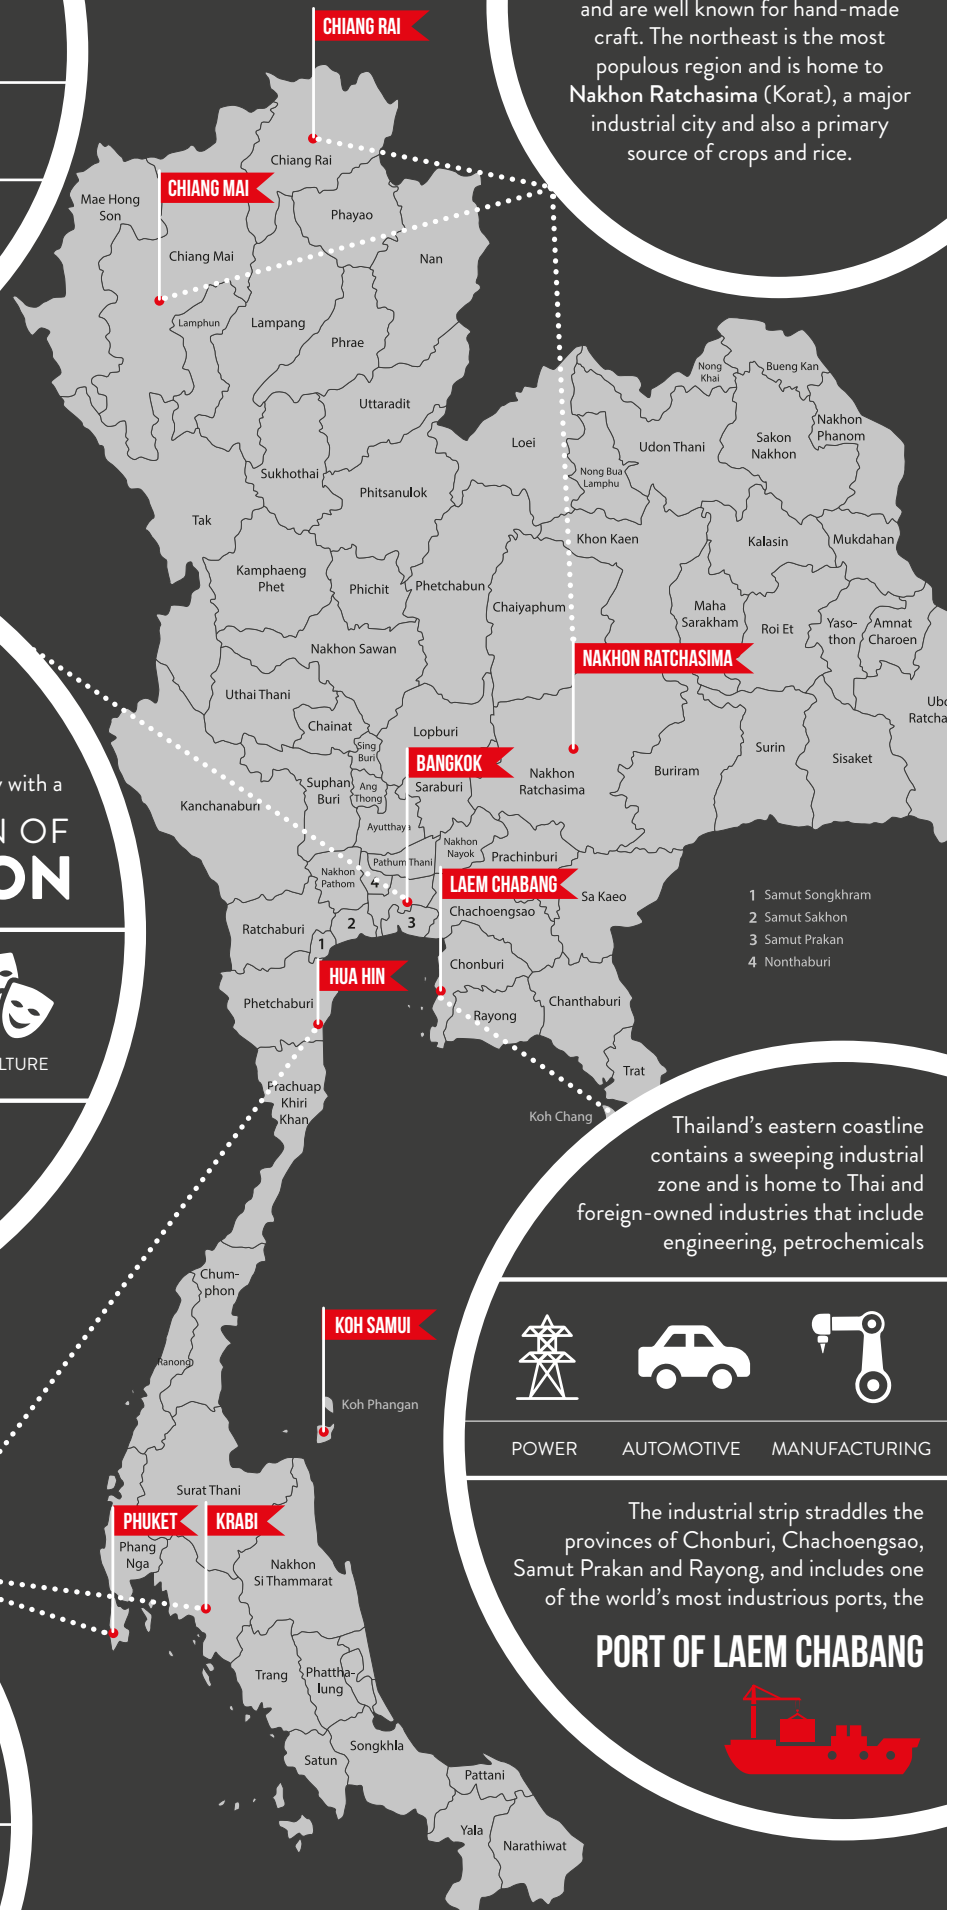 CHIANG RAI
and are well known for hand-made
craft. The northeast is the most
populous region and is home to
Nakhon Ratchasima (Korat), a major
industrial city and also a primary
source of crops and rice.
Chiang Rai
CHIANG MAI
Mae Hong
Son
Phayao
Chiang Mai
Nan
Lamphun
Lampang
Phrae
Nong
Khai
Bueng Kan
Uttaradit
Loei
Udon Thani
Sakon
Nakhon
Nakhon
Phanom
Sukhothai
Nong Bua
Lamphu
Phitsanulok
Tak
Khon Kaen
Kalasin
Mukdahan
Kamphaeng
Phet
Phichit
Phetchabun
Chaiyaphum
Maha
Sarakham
Roi Et
Yaso-
thon
Amnat
Charoen
Nakhon Sawan
NAKHON RATCHASIMA
Uthai Thani
Ubo
Ratcha
Chainat
Lopburi
Sing
Buri
Surin
Sisaket
BANGKOK
Buriram
Nakhon
Ratchasima
Suphan
Buri
Ang
Thong
Saraburi
y with a
Kanchanaburi
Ayutthaya
N OF
ON
Nakhon
Nayok
Prachinburi
Pathum Thani
Nakhon
Pathom
4
LAEM CHABANG
Sa Kaeo
Chachoengsao
1 Samut Songkhram
2 Samut Sakhon
3 Samut Prakan
4 Nonthaburi
Ratchaburi
2
3
1
HUA HIN
Chonburi
Phetchaburi
Rayong
Chanthaburi
LTURE
Trat
Prachuap
Khiri
Khan
Koh Chang
Thailand's eastern coastline
contains a sweeping industrial
zone and is home to Thai and
foreign-owned industries that include
engineering, petrochemicals
Chum-
phon
KOH SAMUI
Ranong
Koh Phangan
POWER
AUTOMOTIVE
MANUFACTURING
Surat Thani
PHUKET
KRABI
Phang
Nga
Nakhon
Si Thammarat
The industrial strip straddles the
provinces of Chonburi, Chachoengsao,
Samut Prakan and Rayong, and includes one
of the world's most industrious ports, the
PORT OF LAEM CHABANG
Trang
Phattha-
lung
Songkhla
Satun
Pattani
Yala
Narathiwat